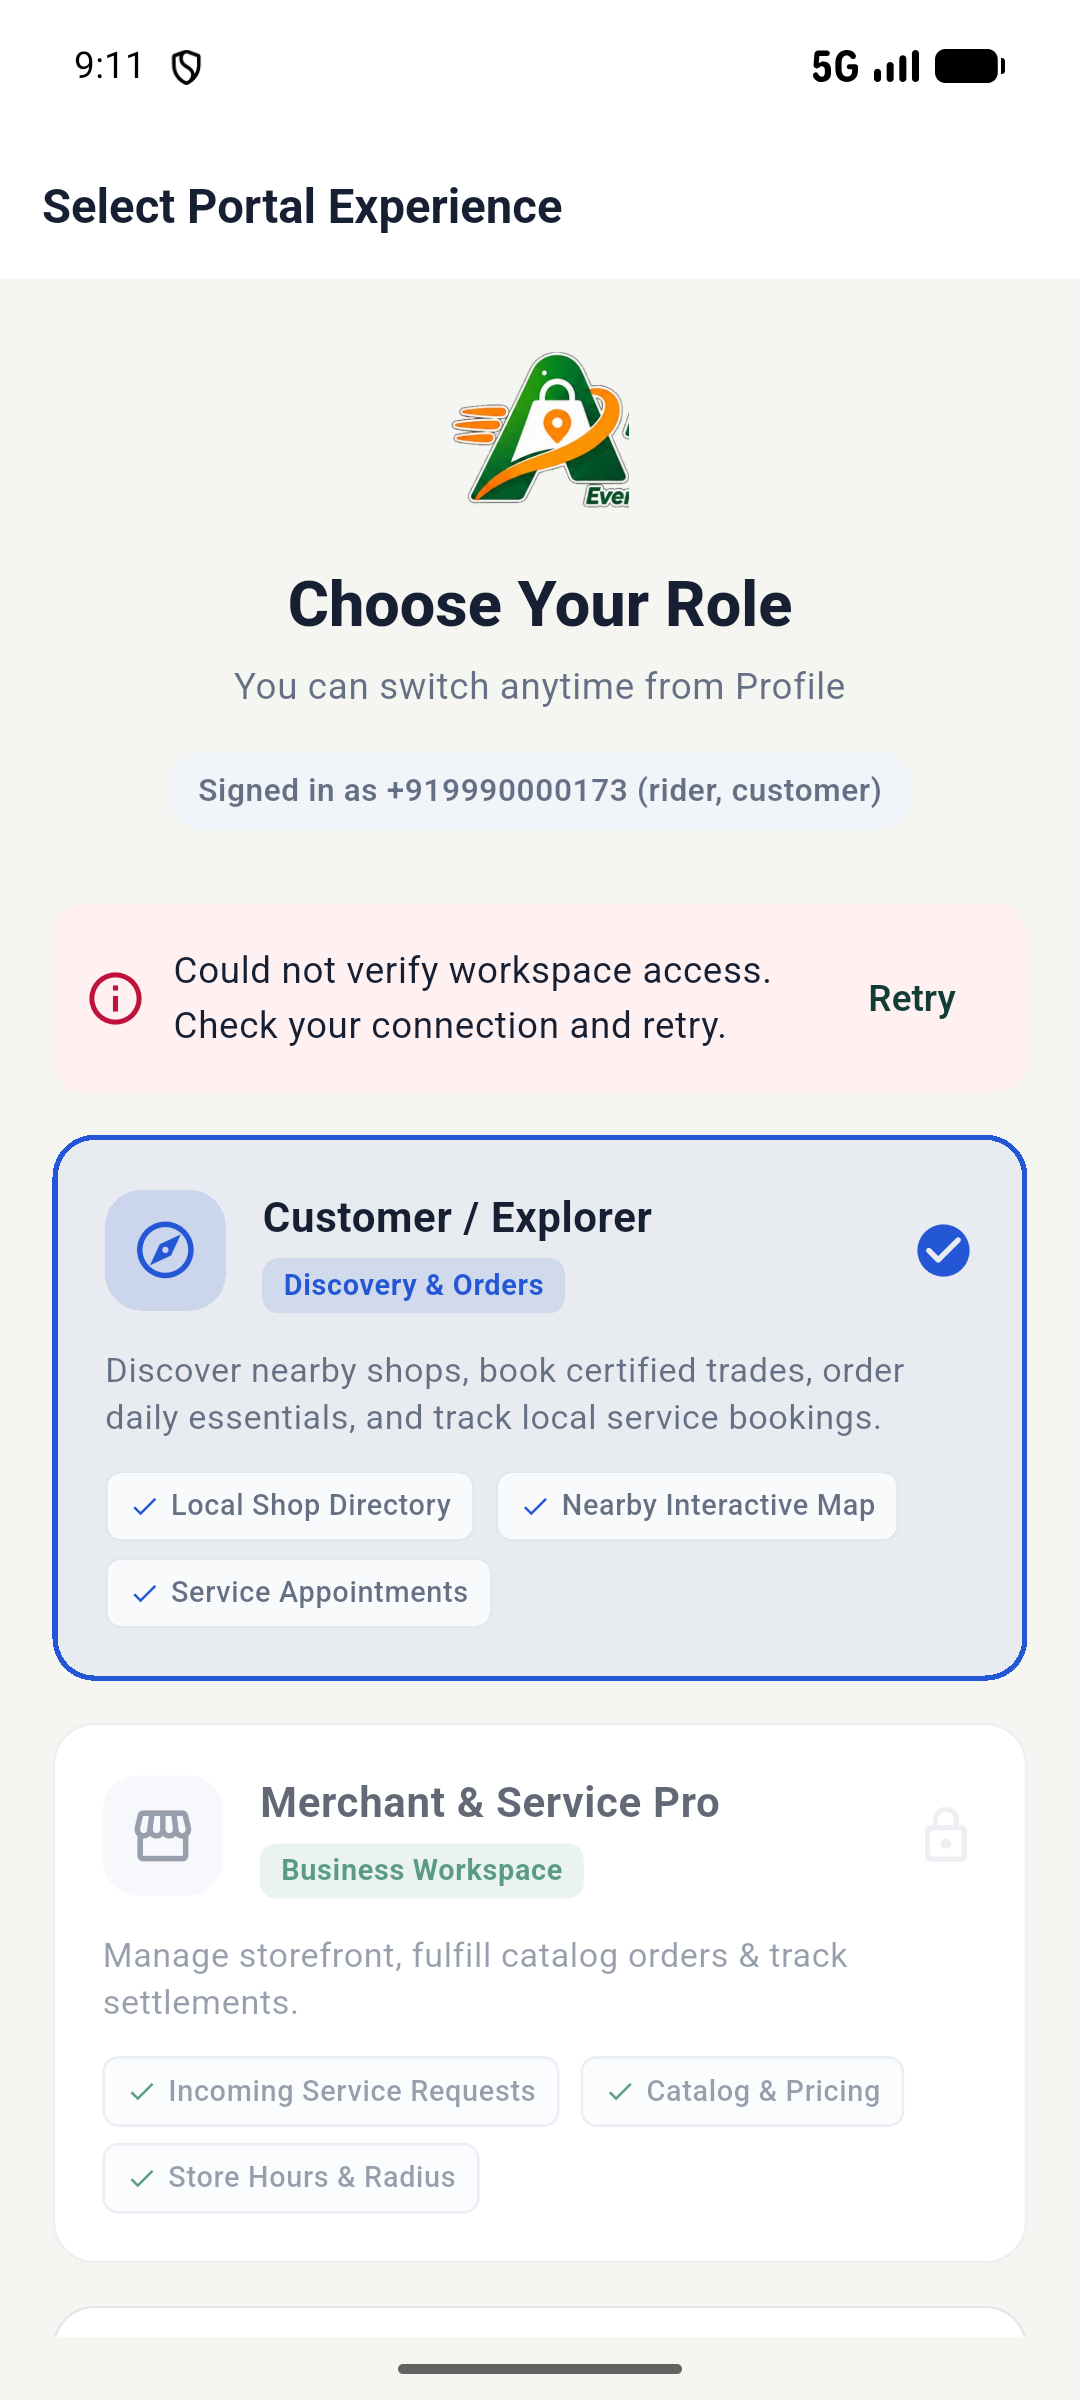 9:11
5G
Select Portal Experience
Ever
Choose Your Role
You can switch anytime from Profile
Signed in as +919990000173 (rider, customer)
Could not verify workspace access.
Check your connection and retry.
Retry
Customer / Explorer
Discovery & Orders
Discover nearby shops, book certified trades, order
daily essentials, and track local service bookings.
Local Shop Directory
Nearby Interactive Map
Service Appointments
Merchant & Service Pro
Business Workspace
Manage storefront, fulfill catalog orders & track
settlements.
Incoming Service Requests
Catalog & Pricing
Store Hours & Radius